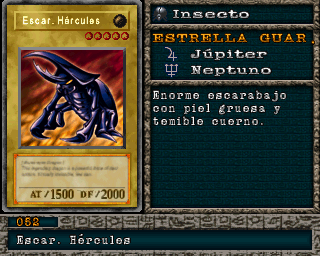 Escar. Hércules
AT/1500 DF/2000
Insecto
ESTRELLA GUAR.
Júpiter
Neptuno
Enorme escarabajo
con piel gruesa y
temible cuerno.
052
Escar. Hércules